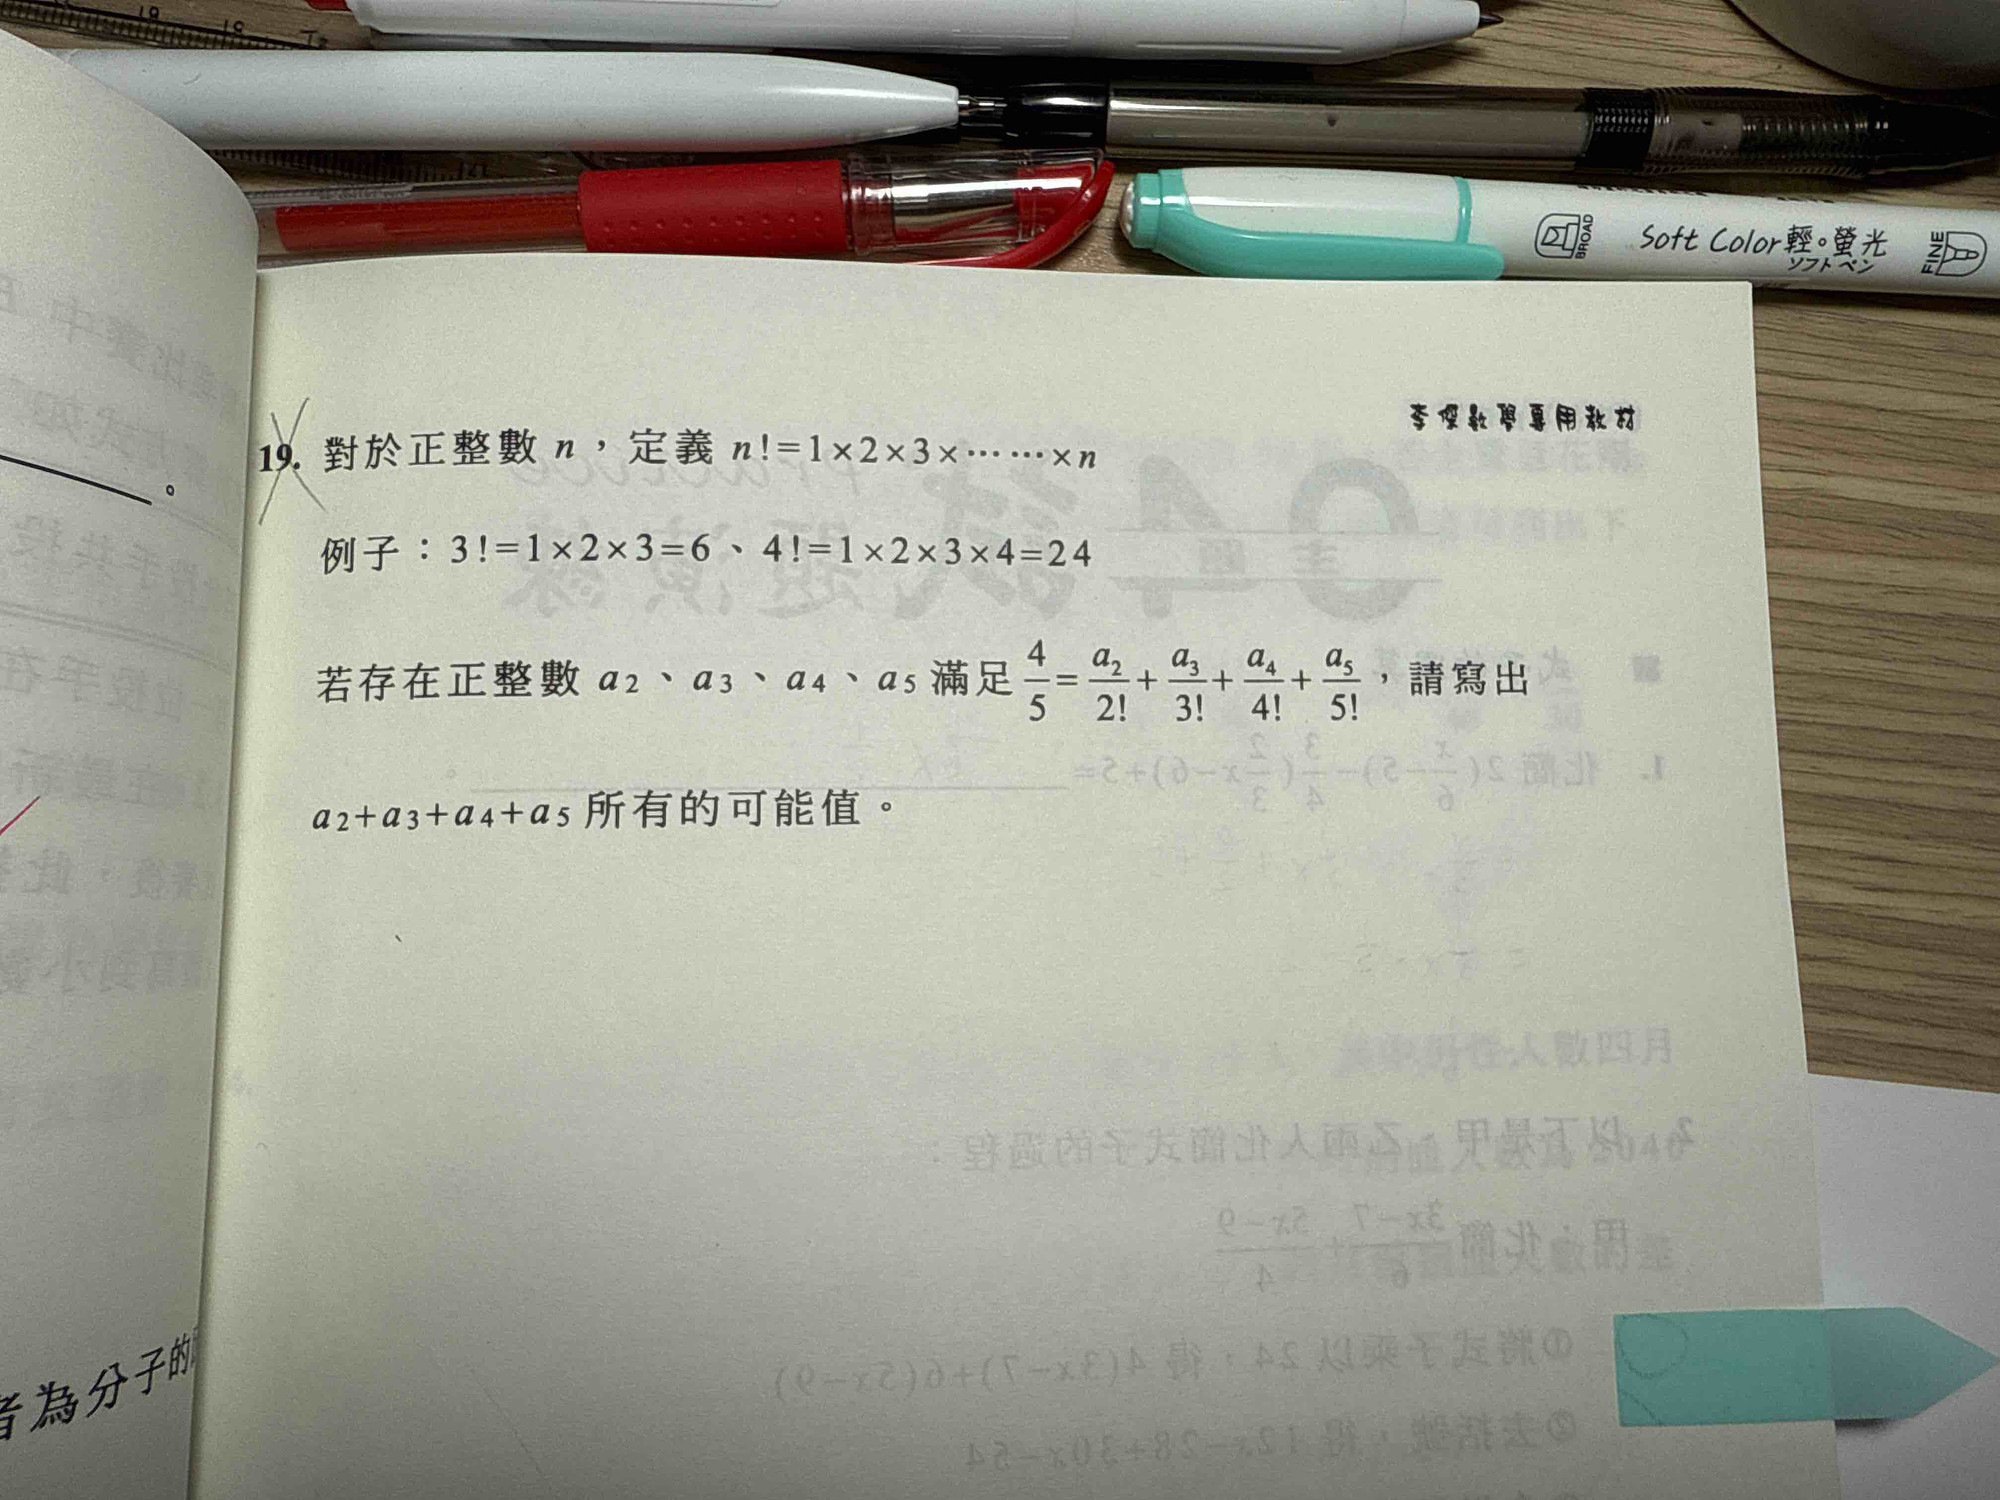 BROAD Soft Color 輕。螢光 FINE
ソフトペン
李傑數學專用教材
19. 對於正整數 n，定義 n!=1×2×3×⋯⋯×n
例子：3!=1×2×3=6、4!=1×2×3×4=24
若存在正整數 a₂、a₃、a₄、a₅ 滿足 4/5 = a₂/2! + a₃/3! + a₄/4! + a₅/5!，請寫出
a₂+a₃+a₄+a₅ 所有的可能值。
為分子的